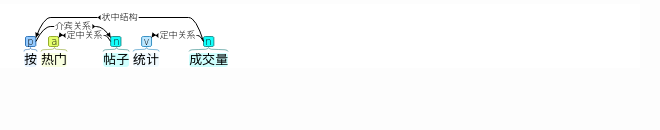 状中结构
介宾关系
定中关系 定中关系
p a n v n
按 热门 帖子 统计 成交量